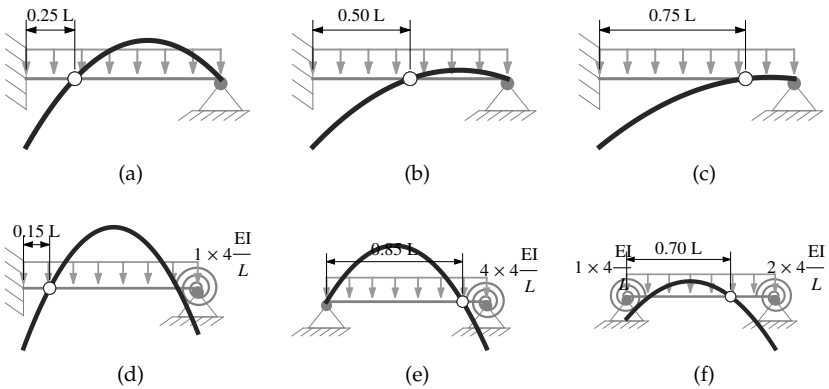 0.25 L
0.50 L
0.75 L
(a)
(b)
(c)
0.15 L
1 × 4 EI/L
0.85 L
4 × 4 EI/L
1 × 4 EI/L
0.70 L
2 × 4 EI/L
(d)
(e)
(f)